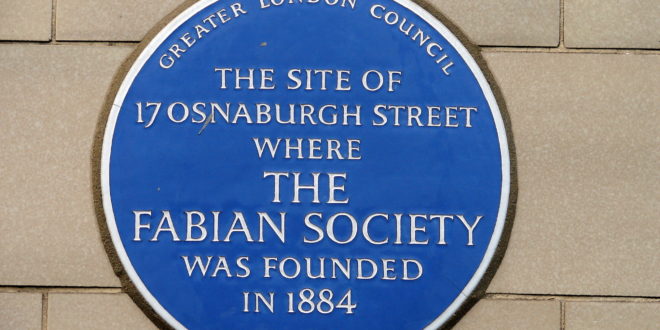 GREATER LONDON COUNCIL
THE SITE OF
17 OSNABURGH STREET
WHERE
THE
FABIAN SOCIETY
WAS FOUNDED
IN 1884